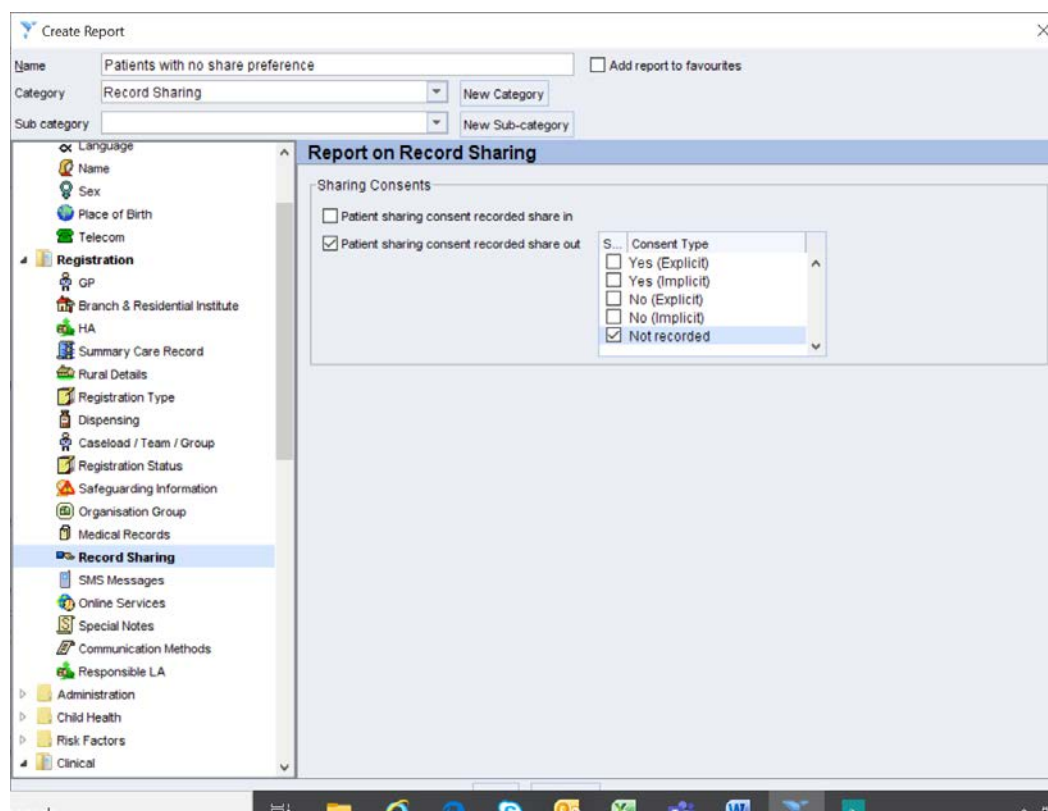 Create Report
Name Patients with no share preference Add report to favourites
Category Record Sharing New Category
Sub category New Sub-category
Language
Name
Sex
Place of Birth
Telecom
Registration
GP
Branch & Residential Institute
HA
Summary Care Record
Rural Details
Registration Type
Dispensing
Caseload / Team / Group
Registration Status
Safeguarding Information
Organisation Group
Medical Records
Record Sharing
SMS Messages
Online Services
Special Notes
Communication Methods
Responsible LA
Administration
Child Health
Risk Factors
Clinical
Report on Record Sharing
Sharing Consents
Patient sharing consent recorded share in
Patient sharing consent recorded share out
S... Consent Type
Yes (Explicit)
Yes (Implicit)
No (Explicit)
No (Implicit)
Not recorded